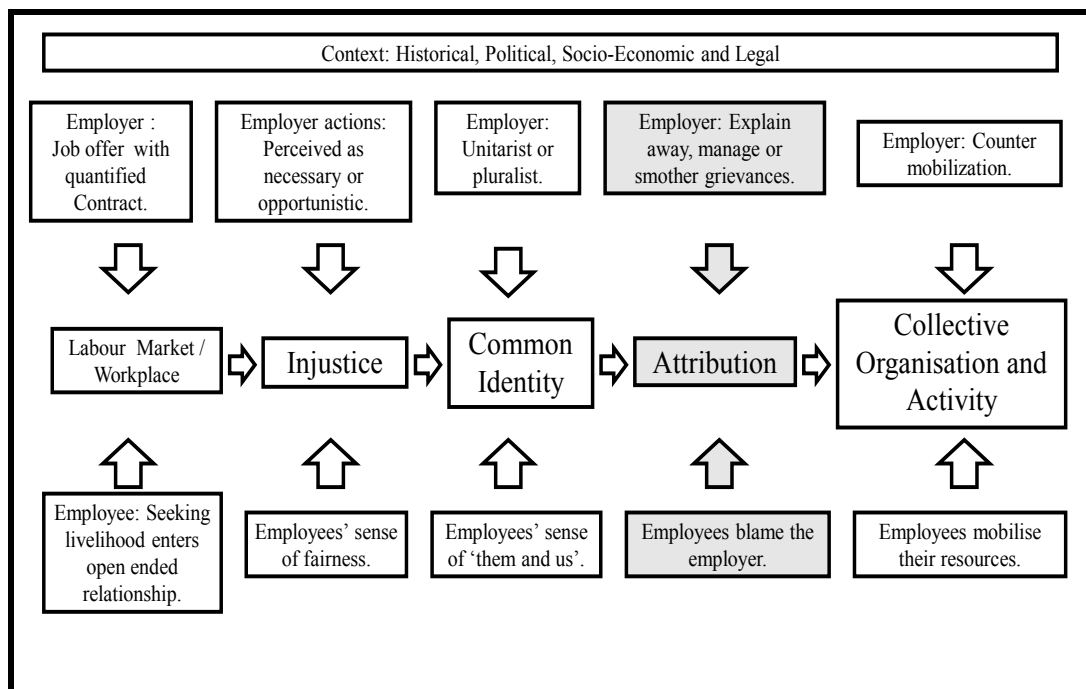 Context: Historical, Political, Socio-Economic and Legal
Employer :
Job offer with
quantified
Contract.
Employer actions:
Perceived as
necessary or
opportunistic.
Employer:
Unitarist or
pluralist.
Employer: Explain
away, manage or
smother grievances.
Employer: Counter
mobilization.
Labour Market /
Workplace
Injustice
Common
Identity
Attribution
Collective
Organisation and
Activity
Employee: Seeking
livelihood enters
open ended
relationship.
Employees’ sense
of fairness.
Employees’ sense
of ‘them and us’.
Employees blame the
employer.
Employees mobilise
their resources.